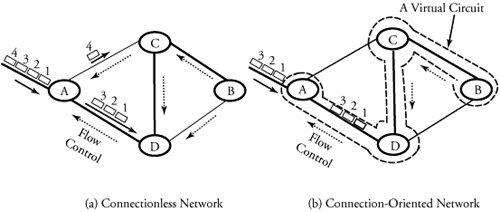 A Virtual Circuit
4 3 2 1
4
C
A
B
3 2 1
D
Flow
Control
(a) Connectionless Network
3 2 1
C
A
B
3 2 1
D
Flow
Control
(b) Connection-Oriented Network